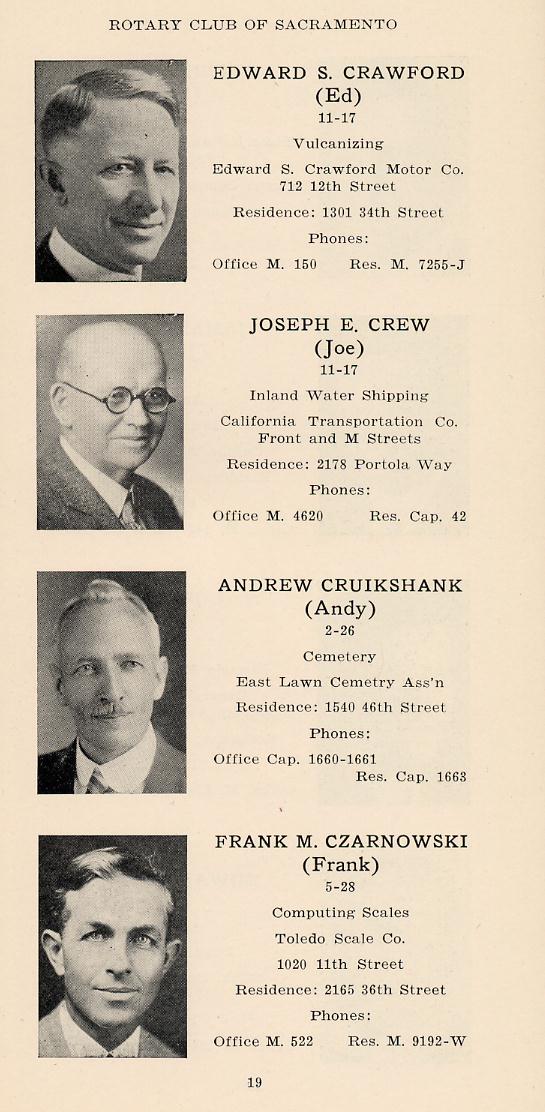 ROTARY CLUB OF SACRAMENTO
EDWARD S. CRAWFORD
(Ed)
11-17
Vulcanizing
Edward S. Crawford Motor Co.
712 12th Street
Residence: 1301 34th Street
Phones:
Office M. 150 Res. M. 7255-J
JOSEPH E. CREW
(Joe)
11-17
Inland Water Shipping
California Transportation Co.
Front and M Streets
Residence: 2178 Portola Way
Phones:
Office M. 4620 Res. Cap. 42
ANDREW CRUIKSHANK
(Andy)
2-26
Cemetery
East Lawn Cemetry Ass'n
Residence: 1540 46th Street
Phones:
Office Cap. 1660-1661
Res. Cap. 1663
FRANK M. CZARNOWSKI
(Frank)
5-28
Computing Scales
Toledo Scale Co.
1020 11th Street
Residence: 2165 36th Street
Phones:
Office M. 522 Res. M. 9192-W
19